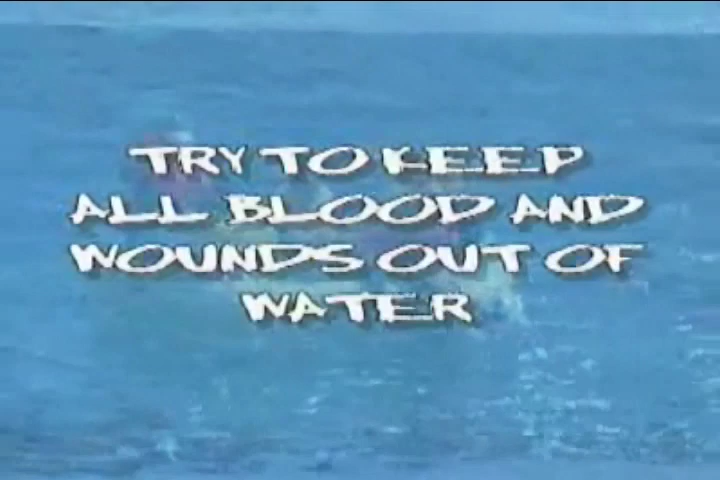 TRY TO KEEP
ALL BLOOD AND
WOUNDS OUT OF
WATER